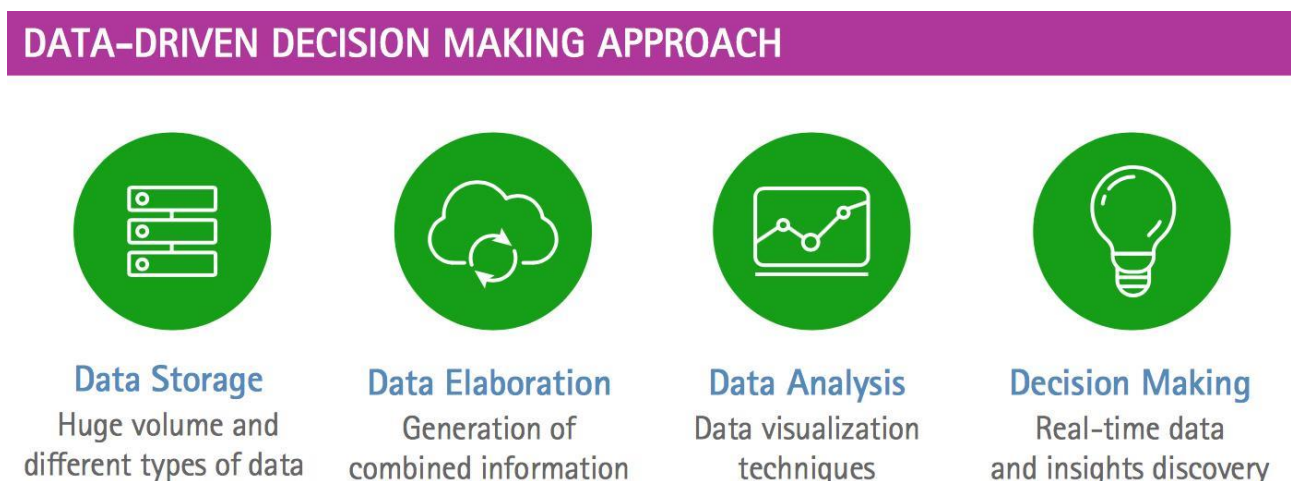 DATA-DRIVEN DECISION MAKING APPROACH
Data Storage
Huge volume and
different types of data
Data Elaboration
Generation of
combined information
Data Analysis
Data visualization
techniques
Decision Making
Real-time data
and insights discovery